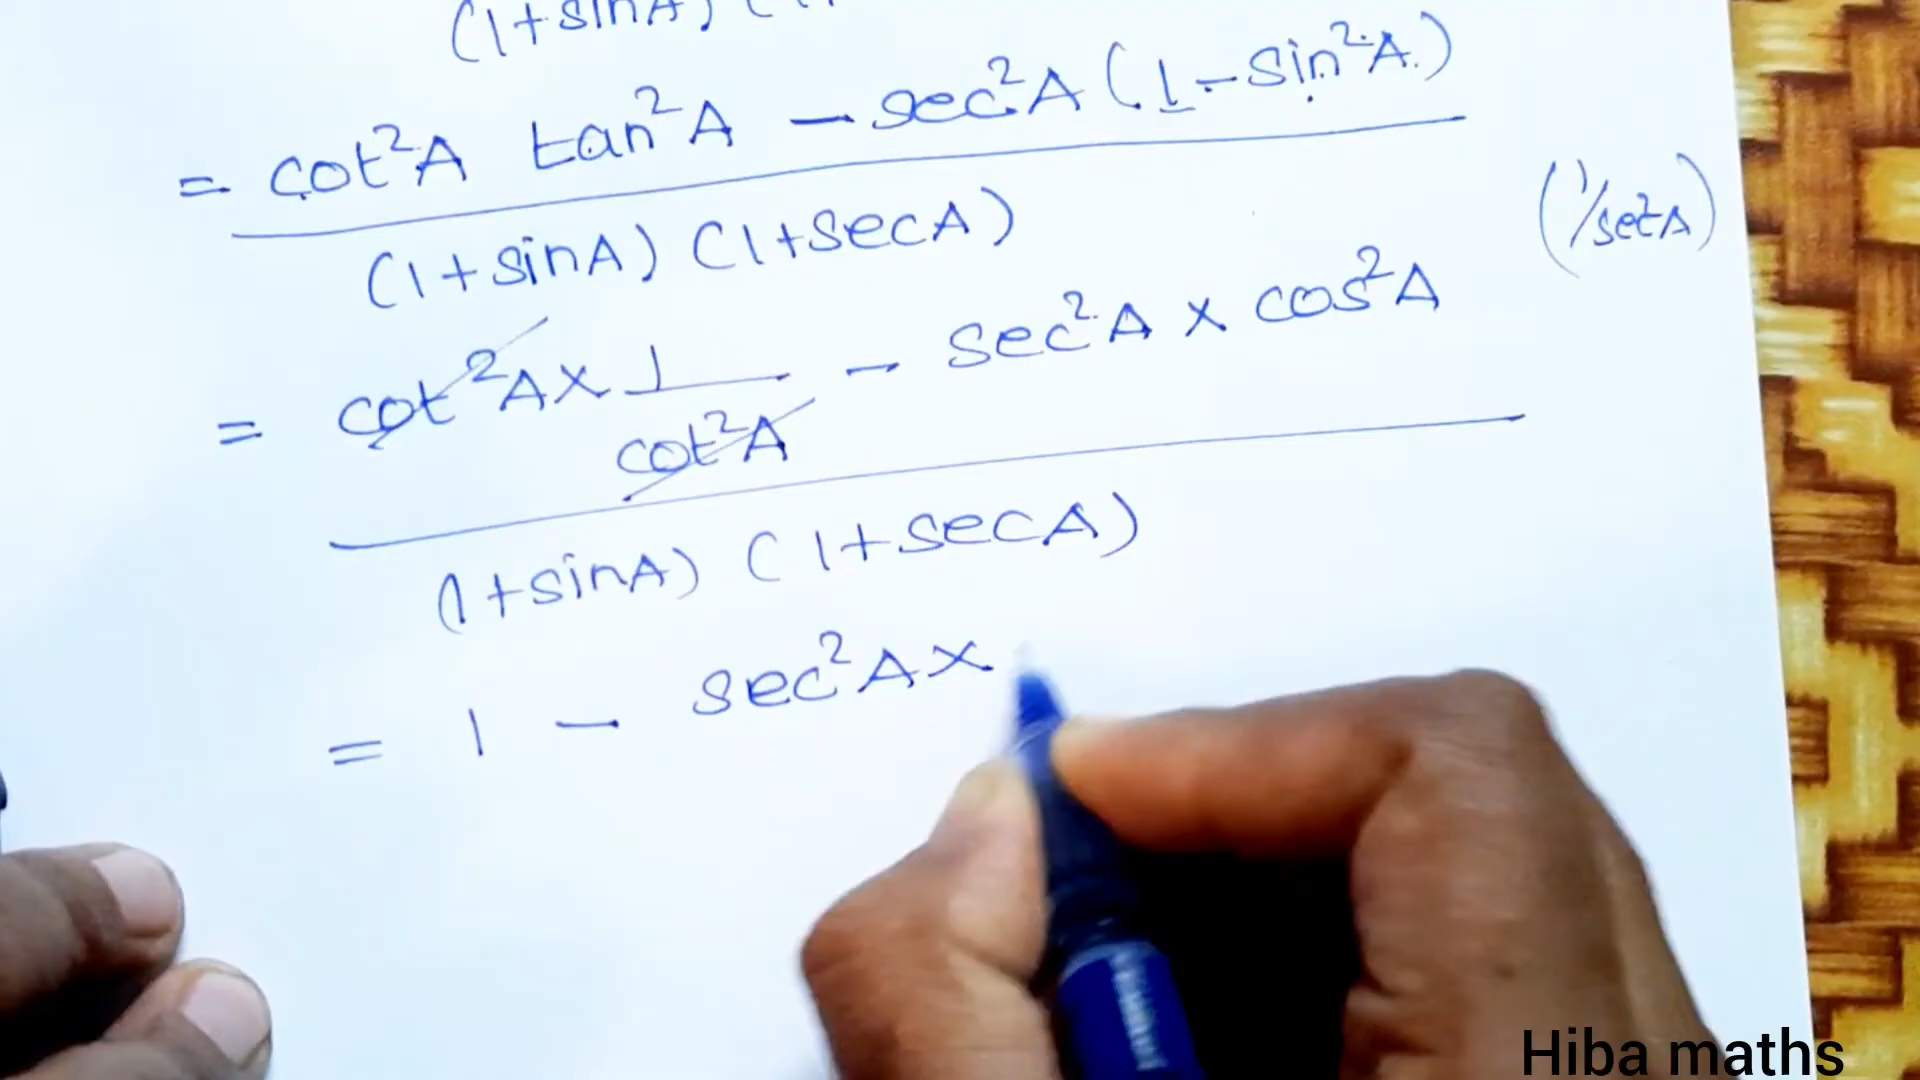 (1+sinA) (1
= cot²A tan²A - sec²A (1-sin²A)
(1+sinA) (1+secA)
(1/sec²A)
= cot²A × 1 - sec²A × cos²A
cot²A
(1+sinA) (1+secA)
= 1 - sec²A ×
Hiba maths